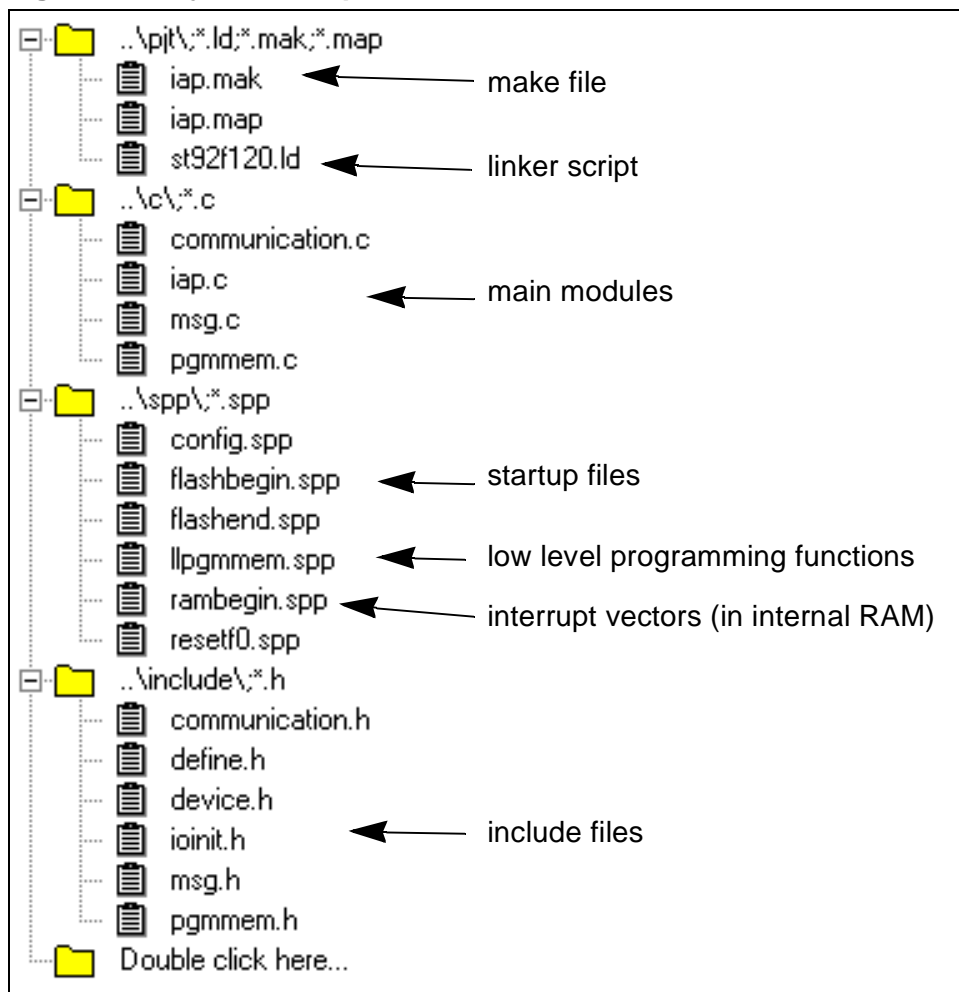 ..\pjt\;*.ld;*.mak;*.map
iap.mak
make file
iap.map
st92f120.ld
linker script
..\c\;*.c
communication.c
iap.c
main modules
msg.c
pgmmem.c
..\spp\;*.spp
config.spp
flashbegin.spp
startup files
flashend.spp
llpgmmem.spp
low level programming functions
rambegin.spp
interrupt vectors (in internal RAM)
resetf0.spp
..\include\;*.h
communication.h
define.h
device.h
ioinit.h
include files
msg.h
pgmmem.h
Double click here...